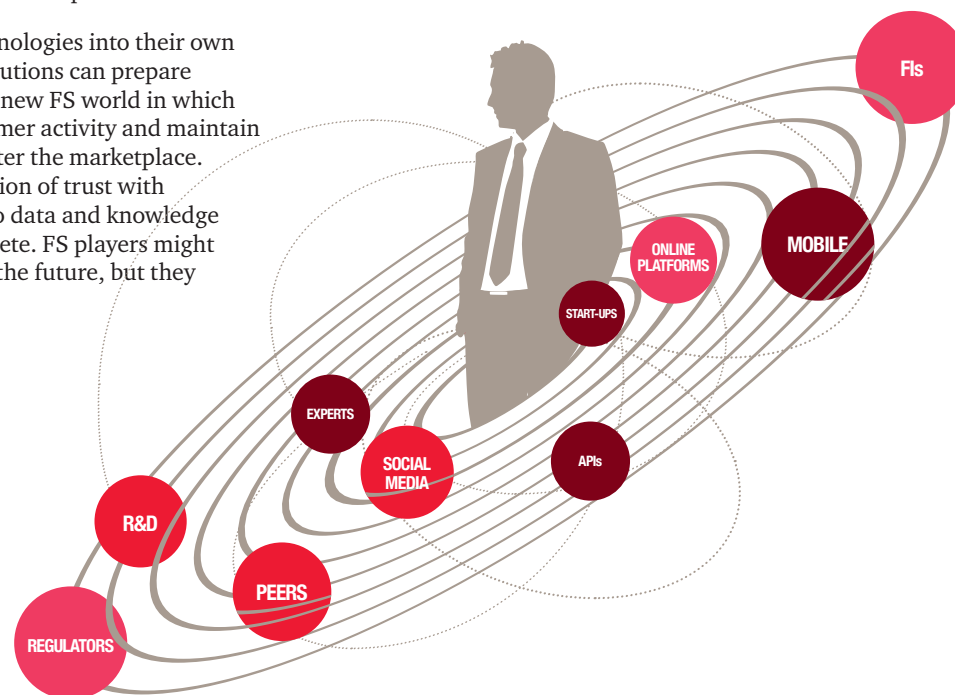 nologies into their own
utions can prepare
new FS world in which
mer activity and maintain
ter the marketplace.
ion of trust with
o data and knowledge
ete. FS players might
the future, but they
FIs
MOBILE
ONLINE
PLATFORMS
START-UPS
EXPERTS
SOCIAL
MEDIA
APIs
R&D
PEERS
REGULATORS